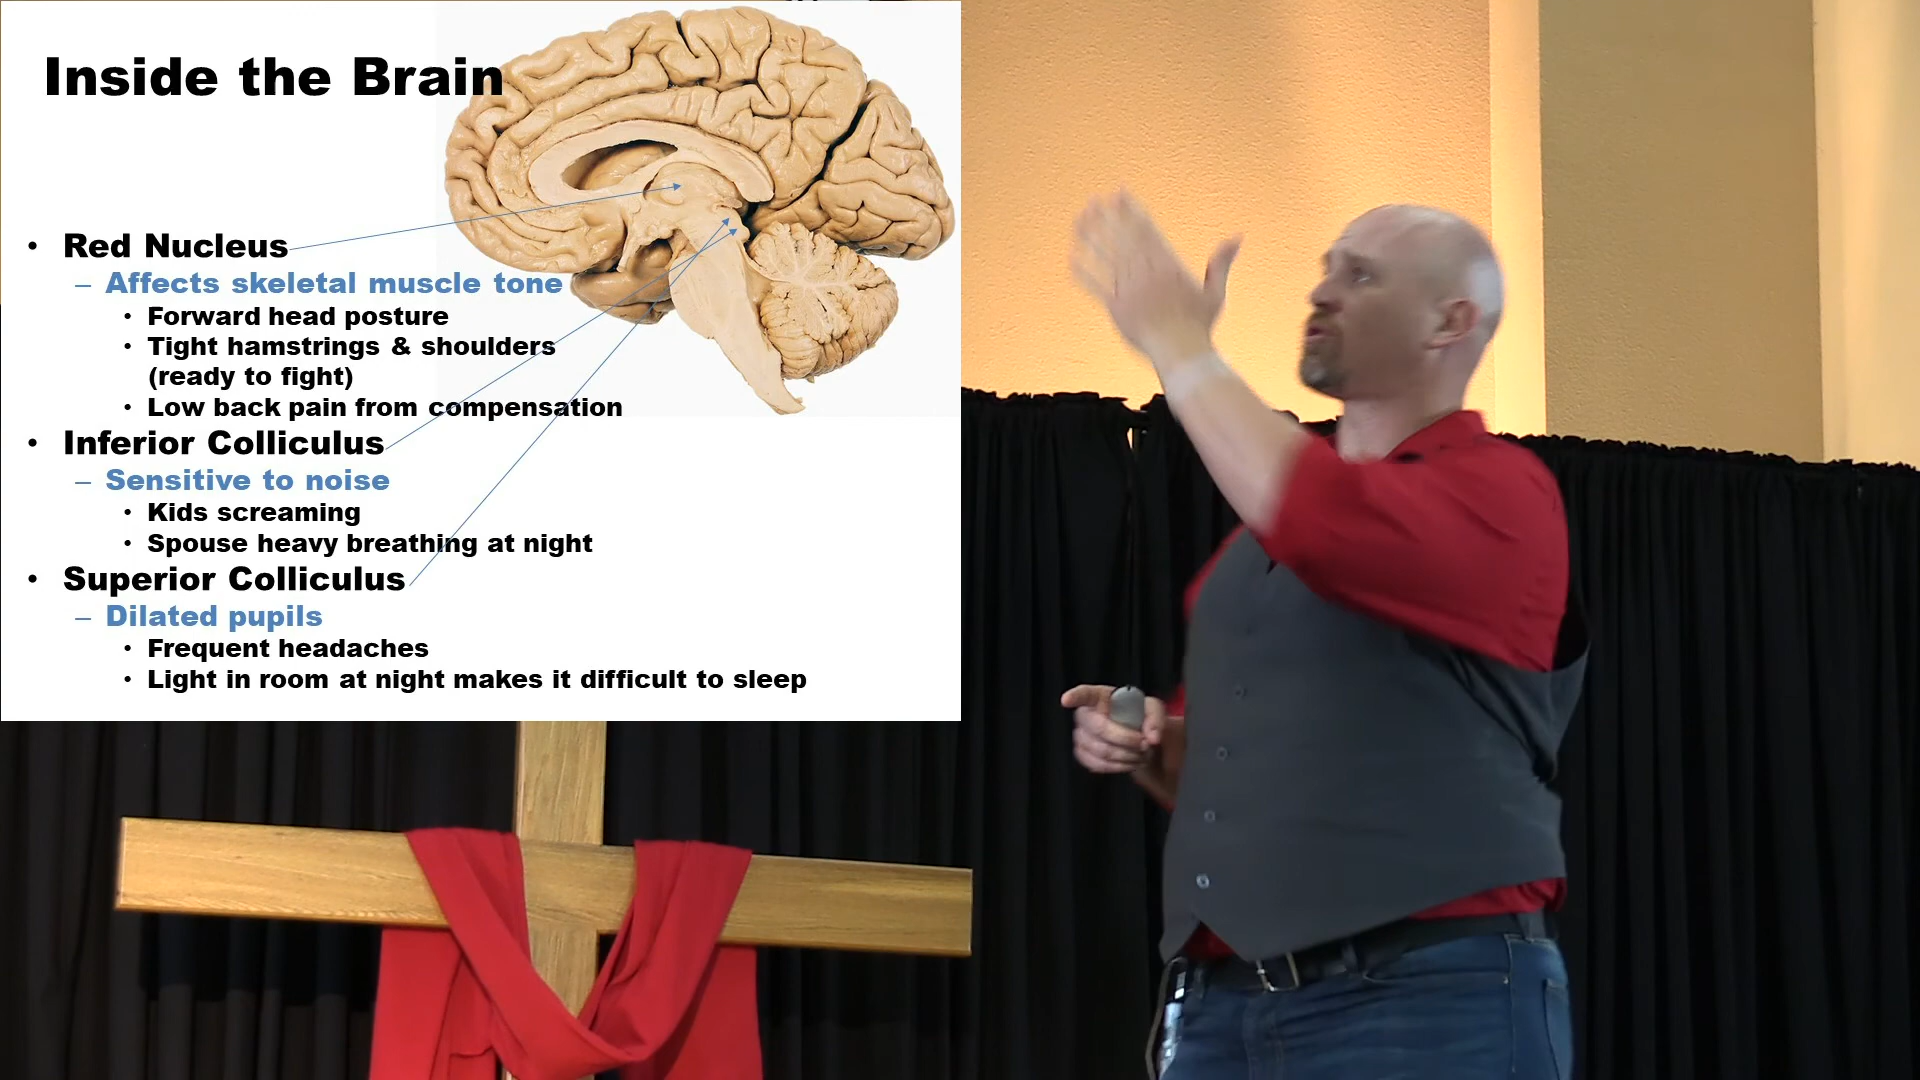 Inside the Brain
• Red Nucleus
– Affects skeletal muscle tone
• Forward head posture
• Tight hamstrings & shoulders
(ready to fight)
• Low back pain from compensation
• Inferior Colliculus
– Sensitive to noise
• Kids screaming
• Spouse heavy breathing at night
• Superior Colliculus
– Dilated pupils
• Frequent headaches
• Light in room at night makes it difficult to sleep